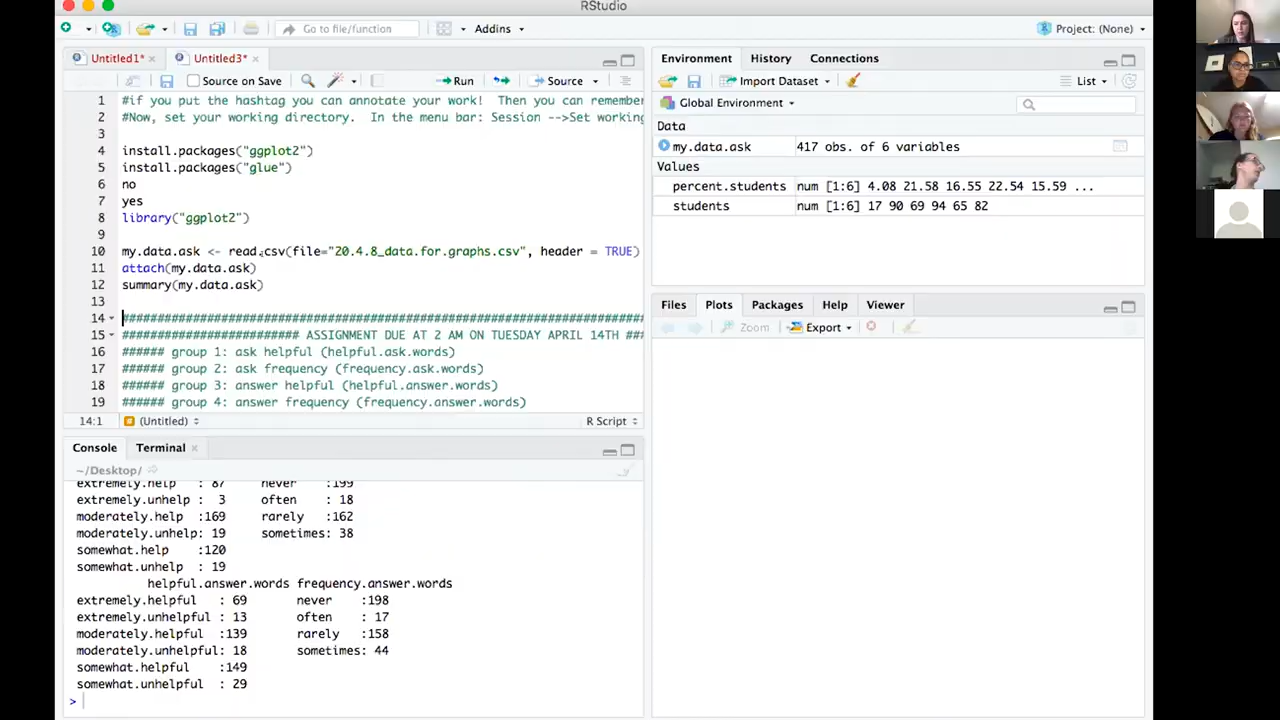 RStudio
Go to file/function
Addins
Project: (None)
Untitled1*
Untitled3*
Source on Save
Run
Source
1 #if you put the hashtag you can annotate your work! Then you can remember
2 #Now, set your working directory. In the menu bar: Session -->Set working
3
4 install.packages("ggplot2")
5 install.packages("glue")
6 no
7 yes
8 library("ggplot2")
9
10 my.data.ask <- read.csv(file="20.4.8_data.for.graphs.csv", header = TRUE)
11 attach(my.data.ask)
12 summary(my.data.ask)
13
14 ##########################################################################
15 ######################### ASSIGNMENT DUE AT 2 AM ON TUESDAY APRIL 14TH ##
16 ###### group 1: ask helpful (helpful.ask.words)
17 ###### group 2: ask frequency (frequency.ask.words)
18 ###### group 3: answer helpful (helpful.answer.words)
19 ###### group 4: answer frequency (frequency.answer.words)
14:1 (Untitled) R Script
Console Terminal
~/Desktop/
extremely.help : 87 never :199
extremely.unhelp : 3 often : 18
moderately.help :169 rarely :162
moderately.unhelp: 19 sometimes: 38
somewhat.help :120
somewhat.unhelp : 19
helpful.answer.words frequency.answer.words
extremely.helpful : 69 never :198
extremely.unhelpful : 13 often : 17
moderately.helpful :139 rarely :158
moderately.unhelpful: 18 sometimes: 44
somewhat.helpful :149
somewhat.unhelpful : 29
>
Environment History Connections
Import Dataset
List
Global Environment
Data
my.data.ask 417 obs. of 6 variables
Values
percent.students num [1:6] 4.08 21.58 16.55 22.54 15.59 ...
students num [1:6] 17 90 69 94 65 82
Files Plots Packages Help Viewer
Zoom Export